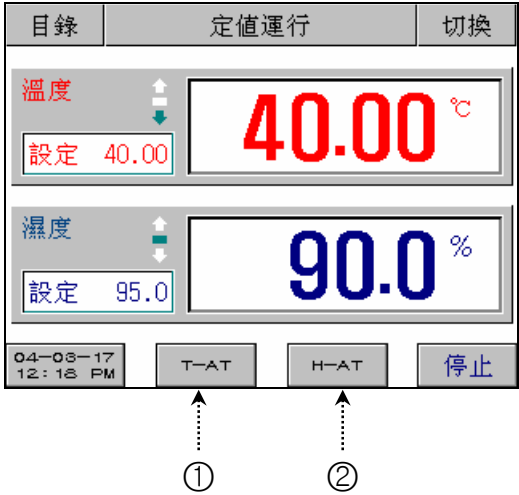 目錄 定值運行 切換
溫度
40.00 ℃
設定 40.00
濕度
90.0 %
設定 95.0
04-03-17
12:18 PM
T-AT H-AT 停止
① ②